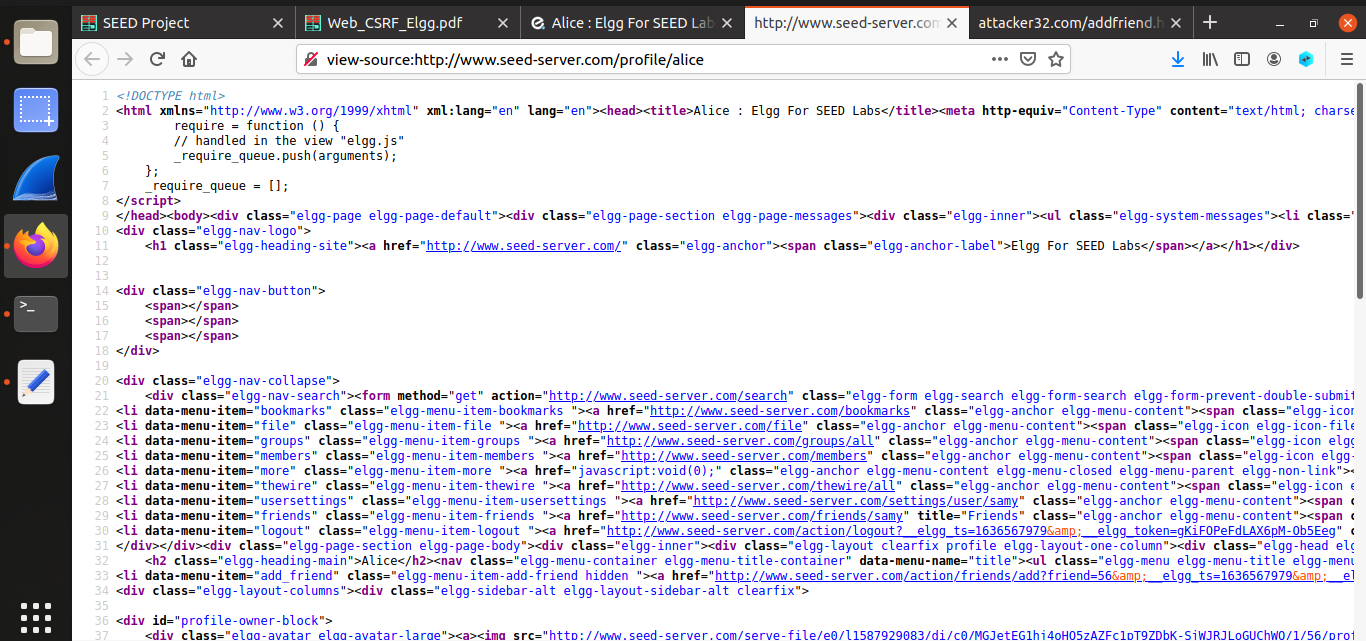 SEED Project
Web_CSRF_Elgg.pdf
Alice : Elgg For SEED Lab
http://www.seed-server.com
attacker32.com/addfriend.h
view-source:http://www.seed-server.com/profile/alice
1 <!DOCTYPE html>
2 <html xmlns="http://www.w3.org/1999/xhtml" xml:lang="en" lang="en"><head><title>Alice : Elgg For SEED Labs</title><meta http-equiv="Content-Type" content="text/html; charse
3 require = function () {
4 // handled in the view "elgg.js"
5 _require_queue.push(arguments);
6 };
7 _require_queue = [];
8 </script>
9 </head><body><div class="elgg-page elgg-page-default"><div class="elgg-page-section elgg-page-messages"><div class="elgg-inner"><ul class="elgg-system-messages"><li class="
10 <div class="elgg-nav-logo">
11 <h1 class="elgg-heading-site"><a href="http://www.seed-server.com/" class="elgg-anchor"><span class="elgg-anchor-label">Elgg For SEED Labs</span></a></h1></div>
12
13
14 <div class="elgg-nav-button">
15 <span></span>
16 <span></span>
17 <span></span>
18 </div>
19
20 <div class="elgg-nav-collapse">
21 <div class="elgg-nav-search"><form method="get" action="http://www.seed-server.com/search" class="elgg-form elgg-search elgg-form-search elgg-form-prevent-double-submit
22 <li data-menu-item="bookmarks" class="elgg-menu-item-bookmarks "><a href="http://www.seed-server.com/bookmarks" class="elgg-anchor elgg-menu-content"><span class="elgg-icon
23 <li data-menu-item="file" class="elgg-menu-item-file "><a href="http://www.seed-server.com/file" class="elgg-anchor elgg-menu-content"><span class="elgg-icon elgg-icon-file
24 <li data-menu-item="groups" class="elgg-menu-item-groups "><a href="http://www.seed-server.com/groups/all" class="elgg-anchor elgg-menu-content"><span class="elgg-icon elgg
25 <li data-menu-item="members" class="elgg-menu-item-members "><a href="http://www.seed-server.com/members" class="elgg-anchor elgg-menu-content"><span class="elgg-icon elgg-
26 <li data-menu-item="more" class="elgg-menu-item-more "><a href="javascript:void(0);" class="elgg-anchor elgg-menu-content elgg-menu-closed elgg-menu-parent elgg-non-link"><
27 <li data-menu-item="thewire" class="elgg-menu-item-thewire "><a href="http://www.seed-server.com/thewire/all" class="elgg-anchor elgg-menu-content"><span class="elgg-icon e
28 <li data-menu-item="usersettings" class="elgg-menu-item-usersettings "><a href="http://www.seed-server.com/settings/user/samy" class="elgg-anchor elgg-menu-content"><span c
29 <li data-menu-item="friends" class="elgg-menu-item-friends "><a href="http://www.seed-server.com/friends/samy" title="Friends" class="elgg-anchor elgg-menu-content"><span c
30 <li data-menu-item="logout" class="elgg-menu-item-logout "><a href="http://www.seed-server.com/action/logout?__elgg_ts=1636567979&amp;__elgg_token=gKiFOPeFdLAX6pM-Ob5Eeg" c
31 </div></div><div class="elgg-page-section elgg-page-body"><div class="elgg-inner"><div class="elgg-layout clearfix profile elgg-layout-one-column"><div class="elgg-head elg
32 <h2 class="elgg-heading-main">Alice</h2><nav class="elgg-menu-container elgg-menu-title-container" data-menu-name="title"><ul class="elgg-menu elgg-menu-title elgg-menu-
33 <li data-menu-item="add_friend" class="elgg-menu-item-add-friend hidden "><a href="http://www.seed-server.com/action/friends/add?friend=56&amp;__elgg_ts=1636567979&amp;__el
34 <div class="elgg-layout-columns"><div class="elgg-sidebar-alt elgg-layout-sidebar-alt clearfix">
35
36 <div id="profile-owner-block">
37 <div class="elgg-avatar elgg-avatar-large"><a><img src="http://www.seed-server.com/serve-file/e0/l1587929083/di/c0/MGJetEG1hj4oHO5zAZFc1pT9ZDbK-SjWJRJLoGUChWO/1/56/prof